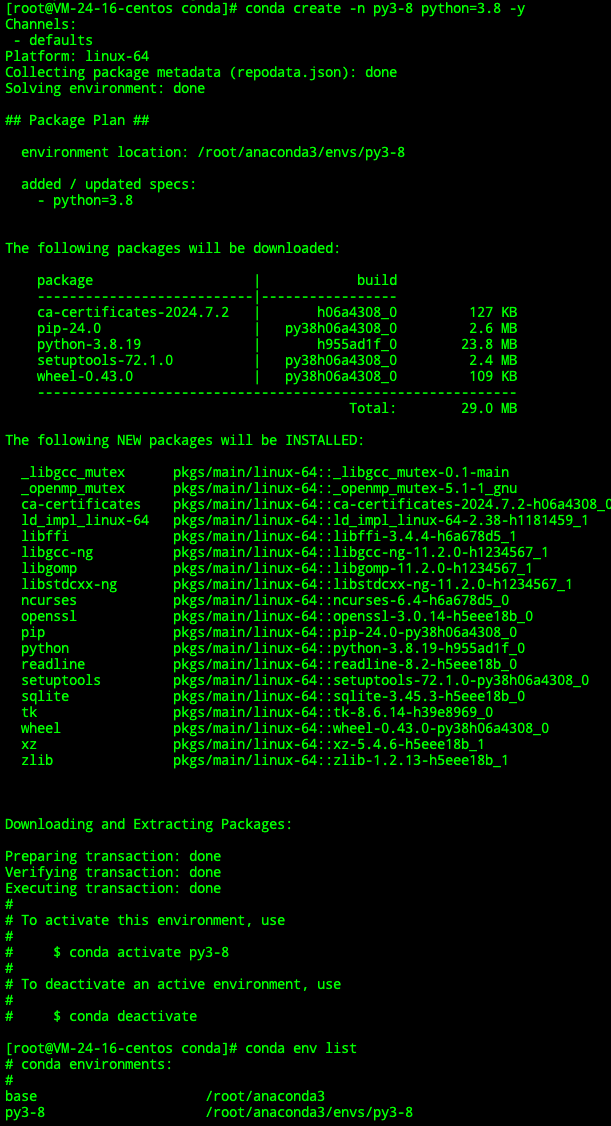 [root@VM-24-16-centos conda]# conda create -n py3-8 python=3.8 -y
Channels:
 - defaults
Platform: linux-64
Collecting package metadata (repodata.json): done
Solving environment: done

## Package Plan ##

  environment location: /root/anaconda3/envs/py3-8

  added / updated specs:
    - python=3.8


The following packages will be downloaded:

    package                    |            build
    ---------------------------|-----------------
    ca-certificates-2024.7.2   |       h06a4308_0         127 KB
    pip-24.0                   |   py38h06a4308_0         2.6 MB
    python-3.8.19              |       h955ad1f_0        23.8 MB
    setuptools-72.1.0          |   py38h06a4308_0         2.4 MB
    wheel-0.43.0               |   py38h06a4308_0         109 KB
    ------------------------------------------------------------
                                           Total:        29.0 MB

The following NEW packages will be INSTALLED:

  _libgcc_mutex      pkgs/main/linux-64::_libgcc_mutex-0.1-main
  _openmp_mutex      pkgs/main/linux-64::_openmp_mutex-5.1-1_gnu
  ca-certificates    pkgs/main/linux-64::ca-certificates-2024.7.2-h06a4308_0
  ld_impl_linux-64   pkgs/main/linux-64::ld_impl_linux-64-2.38-h1181459_1
  libffi             pkgs/main/linux-64::libffi-3.4.4-h6a678d5_1
  libgcc-ng          pkgs/main/linux-64::libgcc-ng-11.2.0-h1234567_1
  libgomp            pkgs/main/linux-64::libgomp-11.2.0-h1234567_1
  libstdcxx-ng       pkgs/main/linux-64::libstdcxx-ng-11.2.0-h1234567_1
  ncurses            pkgs/main/linux-64::ncurses-6.4-h6a678d5_0
  openssl            pkgs/main/linux-64::openssl-3.0.14-h5eee18b_0
  pip                pkgs/main/linux-64::pip-24.0-py38h06a4308_0
  python             pkgs/main/linux-64::python-3.8.19-h955ad1f_0
  readline           pkgs/main/linux-64::readline-8.2-h5eee18b_0
  setuptools         pkgs/main/linux-64::setuptools-72.1.0-py38h06a4308_0
  sqlite             pkgs/main/linux-64::sqlite-3.45.3-h5eee18b_0
  tk                 pkgs/main/linux-64::tk-8.6.14-h39e8969_0
  wheel              pkgs/main/linux-64::wheel-0.43.0-py38h06a4308_0
  xz                 pkgs/main/linux-64::xz-5.4.6-h5eee18b_1
  zlib               pkgs/main/linux-64::zlib-1.2.13-h5eee18b_1



Downloading and Extracting Packages:

Preparing transaction: done
Verifying transaction: done
Executing transaction: done
#
# To activate this environment, use
#
#     $ conda activate py3-8
#
# To deactivate an active environment, use
#
#     $ conda deactivate

[root@VM-24-16-centos conda]# conda env list
# conda environments:
#
base                     /root/anaconda3
py3-8                    /root/anaconda3/envs/py3-8